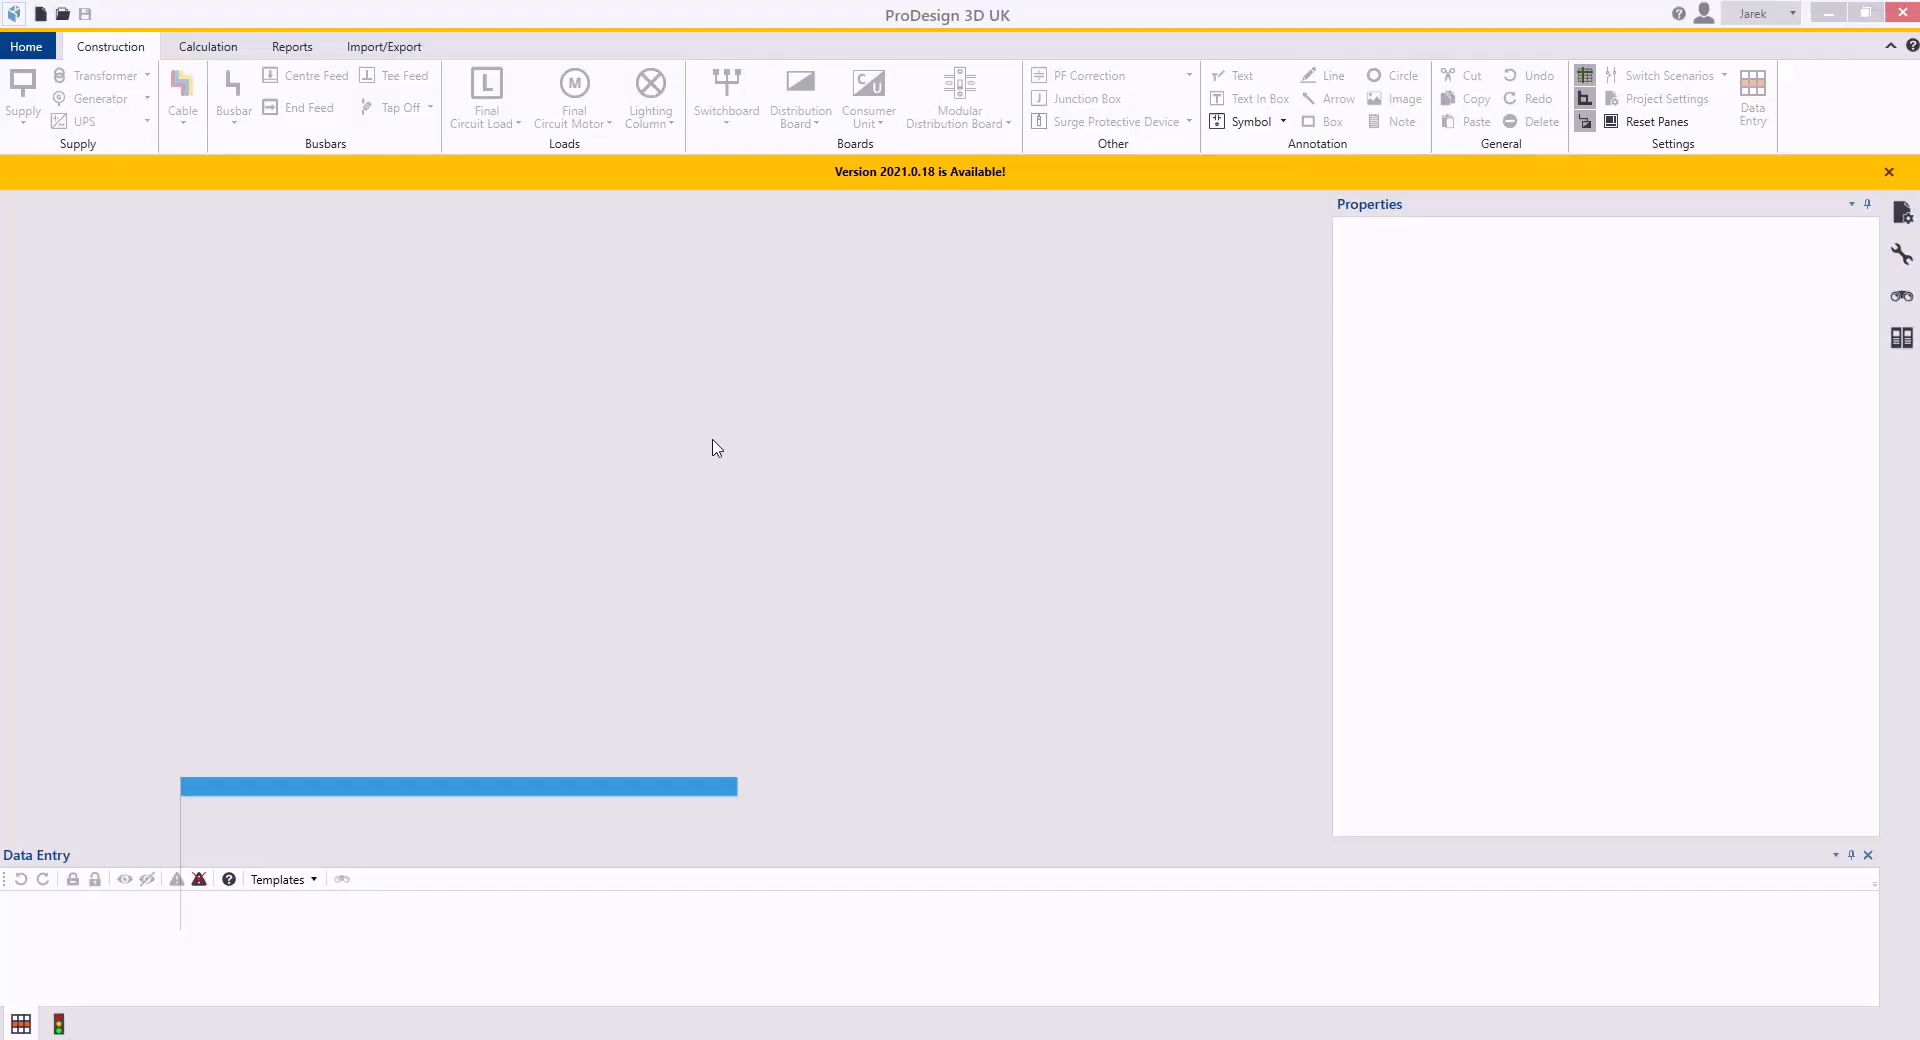 ProDesign 3D UK
Jarek
Home Construction Calculation Reports Import/Export
Supply
Transformer
Generator
UPS
Supply
Cable
Busbar
Centre Feed
Tee Feed
End Feed
Tap Off
Busbars
Final Circuit Load
Final Circuit Motor
Lighting Column
Loads
Switchboard
Distribution Board
Consumer Unit
Modular Distribution Board
Boards
PF Correction
Junction Box
Surge Protective Device
Other
Text Line Circle
Text In Box Arrow Image
Symbol Box Note
Annotation
Cut Undo
Copy Redo
Paste Delete
General
Switch Scenarios
Project Settings
Reset Panes
Data Entry
Settings
Version 2021.0.18 is Available!
Properties
Data Entry
Templates